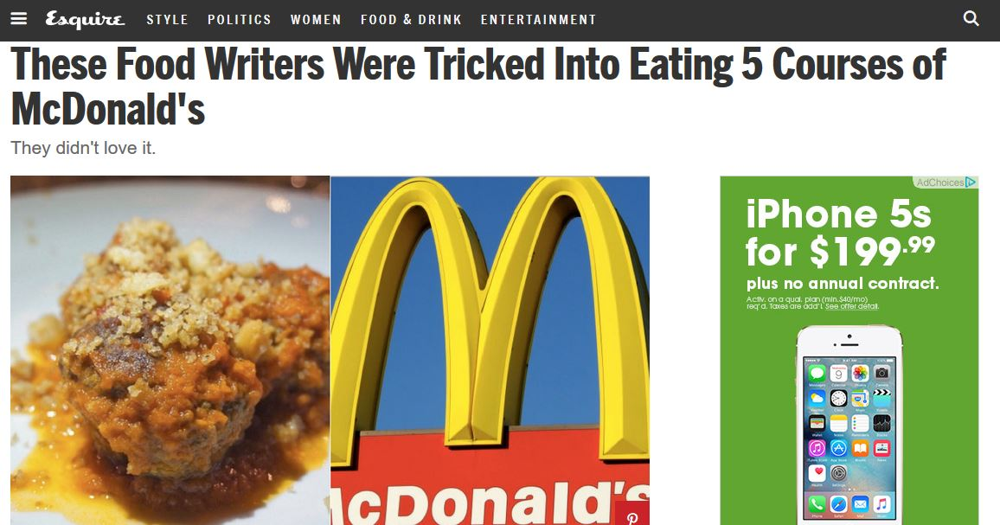 Esquire STYLE POLITICS WOMEN FOOD & DRINK ENTERTAINMENT
These Food Writers Were Tricked Into Eating 5 Courses of
McDonald's
They didn't love it.
cDonald's
AdChoices
iPhone 5s
for $199.99
plus no annual contract.
Activ. on a qual. plan (min. $40/mo)
req'd. Taxes are add'l. See offer detail.